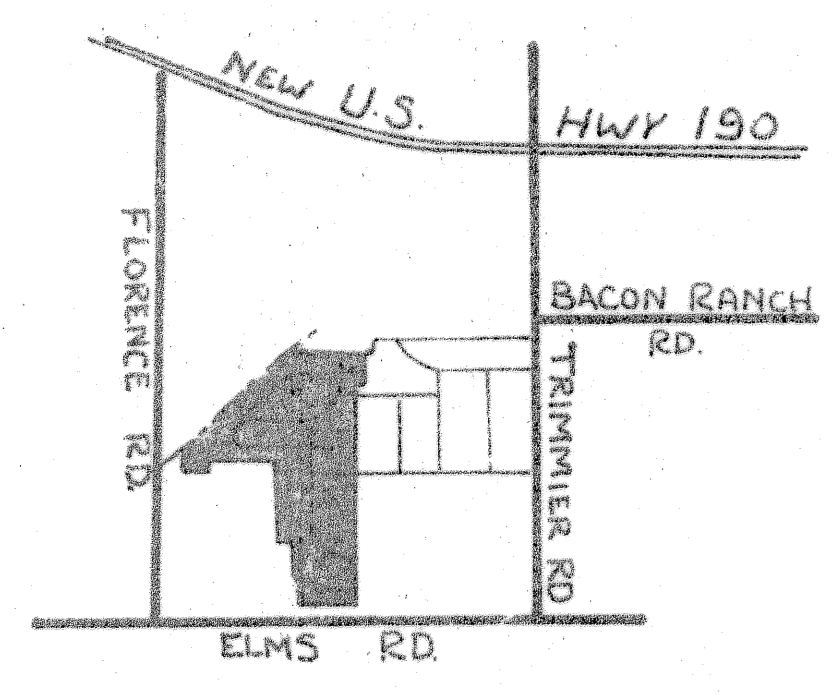 NEW U.S. HWY 190
FLORENCE RD.
BACON RANCH
RD.
TRIMMIER RD
ELMS RD.